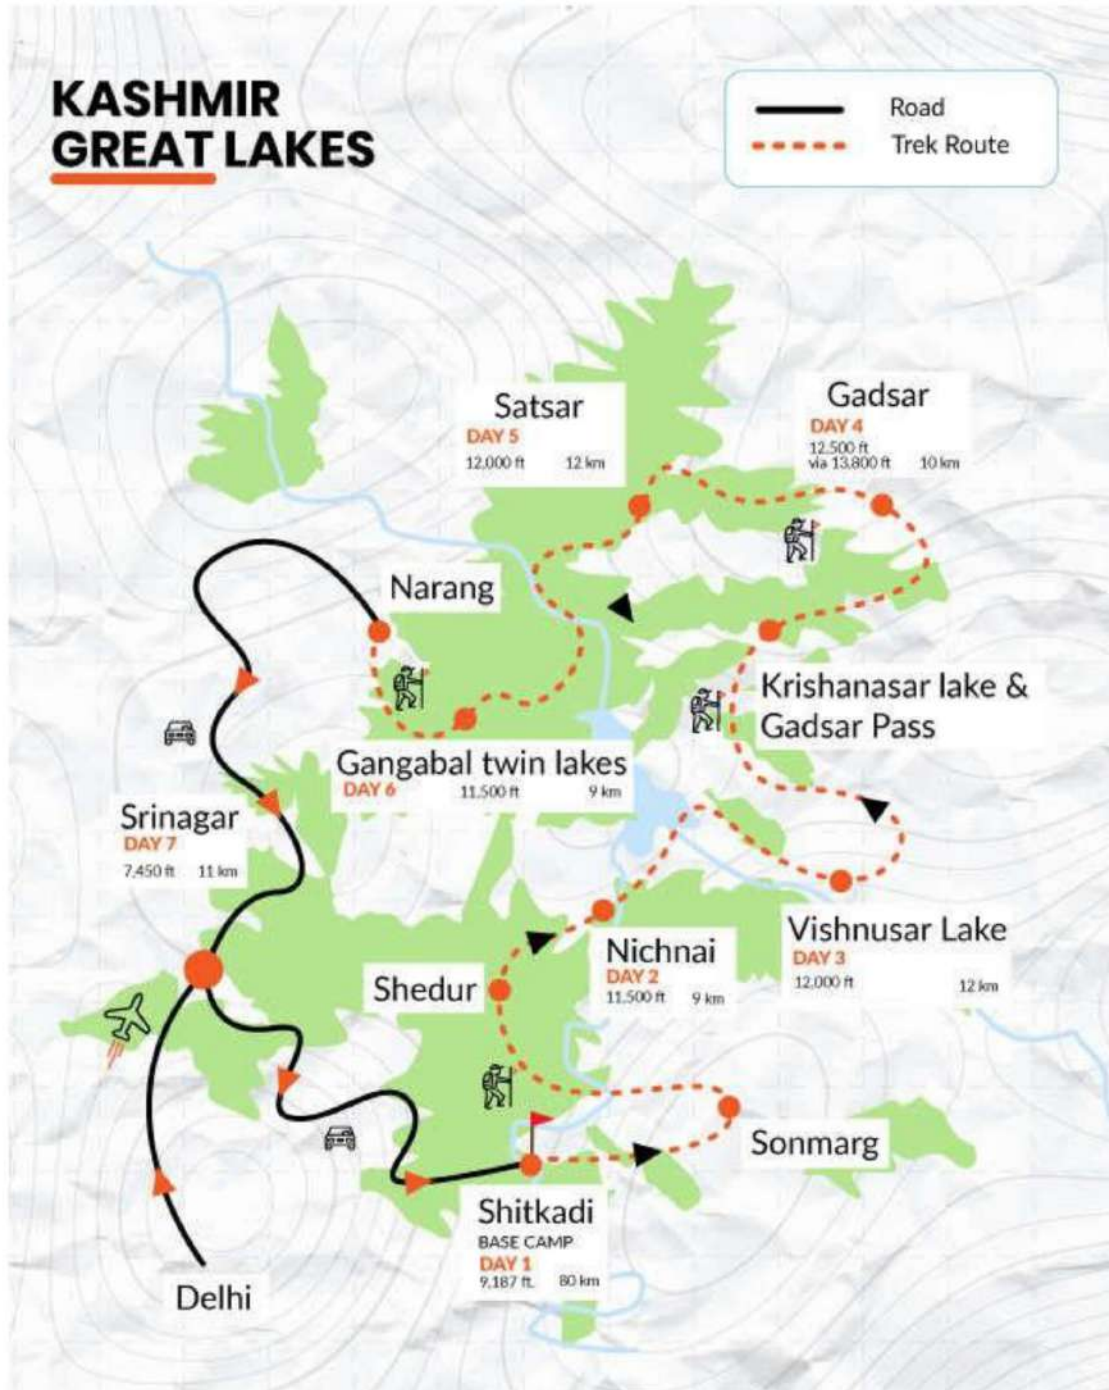 KASHMIR
GREAT LAKES
Road
Trek Route
Satsar
DAY 5
12,000 ft 12 km
Gadsar
DAY 4
12,500 ft
via 13,800 ft 10 km
Narang
Krishanasar lake &
Gadsar Pass
Gangabal twin lakes
DAY 6 11,500 ft 9 km
Srinagar
DAY 7
7,450 ft 11 km
Vishnusar Lake
DAY 3
12,000 ft 12 km
Nichnai
DAY 2
11,500 ft 9 km
Shedur
Sonmarg
Shitkadi
BASE CAMP
DAY 1
9,187 ft. 80 km
Delhi